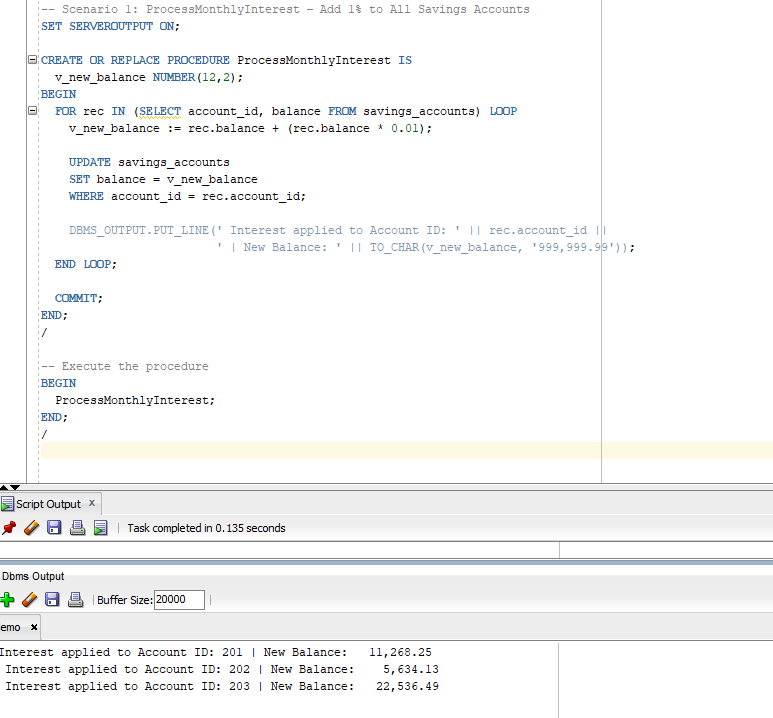 -- Scenario 1: ProcessMonthlyInterest – Add 1% to All Savings Accounts
SET SERVEROUTPUT ON;
CREATE OR REPLACE PROCEDURE ProcessMonthlyInterest IS
v_new_balance NUMBER(12,2);
BEGIN
FOR rec IN (SELECT account_id, balance FROM savings_accounts) LOOP
v_new_balance := rec.balance + (rec.balance * 0.01);
UPDATE savings_accounts
SET balance = v_new_balance
WHERE account_id = rec.account_id;
DBMS_OUTPUT.PUT_LINE(' Interest applied to Account ID: ' || rec.account_id ||
' | New Balance: ' || TO_CHAR(v_new_balance, '999,999.99'));
END LOOP;
COMMIT;
END;
/
-- Execute the procedure
BEGIN
ProcessMonthlyInterest;
END;
/
Script Output x
Task completed in 0.135 seconds
Dbms Output
Buffer Size: 20000
emo x
Interest applied to Account ID: 201 | New Balance: 11,268.25
Interest applied to Account ID: 202 | New Balance: 5,634.13
Interest applied to Account ID: 203 | New Balance: 22,536.49